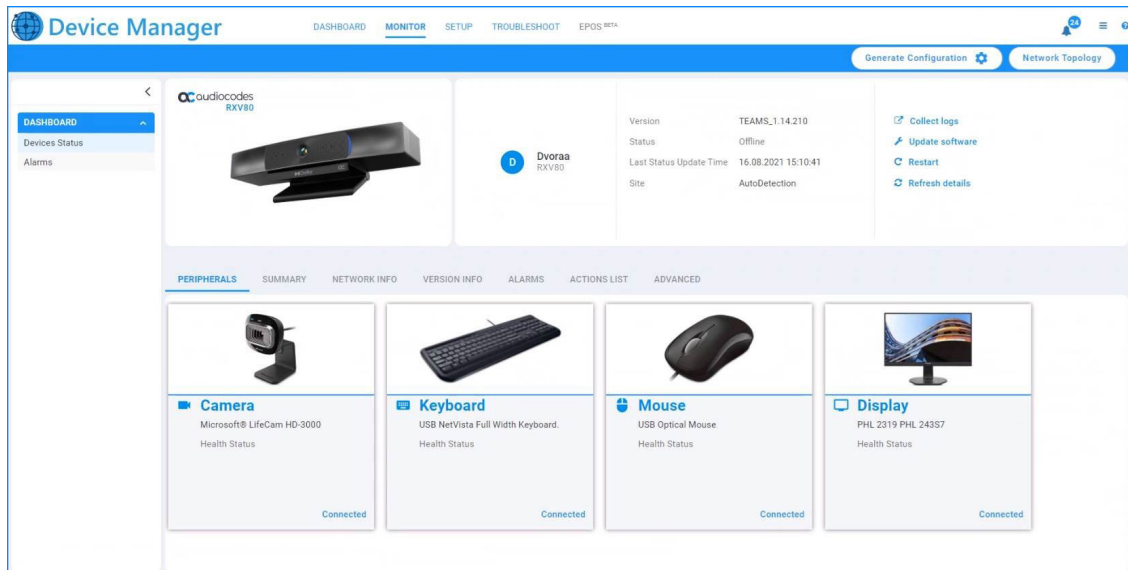 Device Manager
DASHBOARD MONITOR SETUP TROUBLESHOOT EPOS BETA
24
Generate Configuration
Network Topology
DASHBOARD
Devices Status
Alarms
audiocodes
RXV80
D
Dvoraa
RXV80
Version TEAMS_1.14.210
Status Offline
Last Status Update Time 16.08.2021 15:10:41
Site AutoDetection
Collect logs
Update software
Restart
Refresh details
PERIPHERALS SUMMARY NETWORK INFO VERSION INFO ALARMS ACTIONS LIST ADVANCED
Camera
Microsoft® LifeCam HD-3000
Health Status
Connected
Keyboard
USB NetVista Full Width Keyboard.
Health Status
Connected
Mouse
USB Optical Mouse
Health Status
Connected
Display
PHL 2319 PHL 243S7
Health Status
Connected